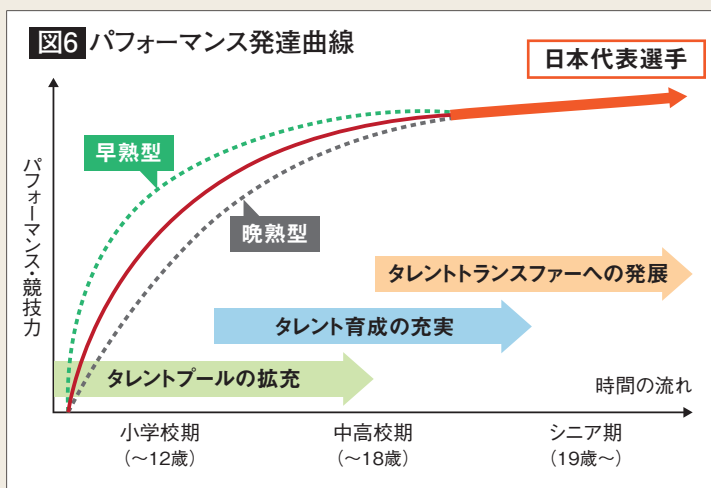 図6 パフォーマンス発達曲線
日本代表選手
パフォーマンス・競技力
早熟型
晩熟型
タレントトランスファーへの発展
タレント育成の充実
タレントプールの拡充
時間の流れ
小学校期
(〜12歳)
中高校期
(〜18歳)
シニア期
(19歳〜)